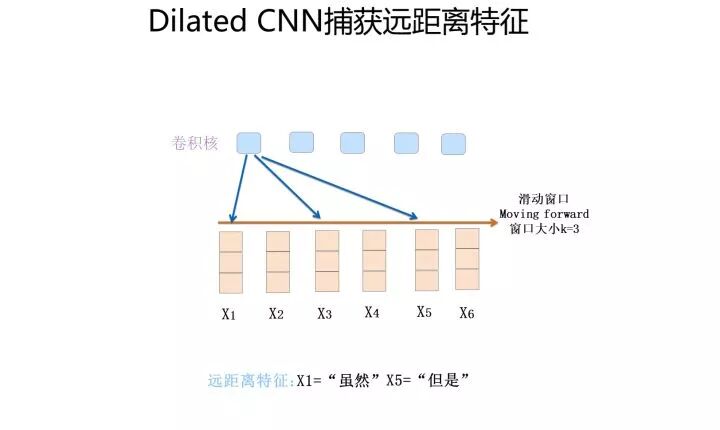 Dilated CNN捕获远距离特征
卷积核
滑动窗口
Moving forward
窗口大小k=3
X1 X2 X3 X4 X5 X6
远距离特征:X1=“虽然”X5=“但是”